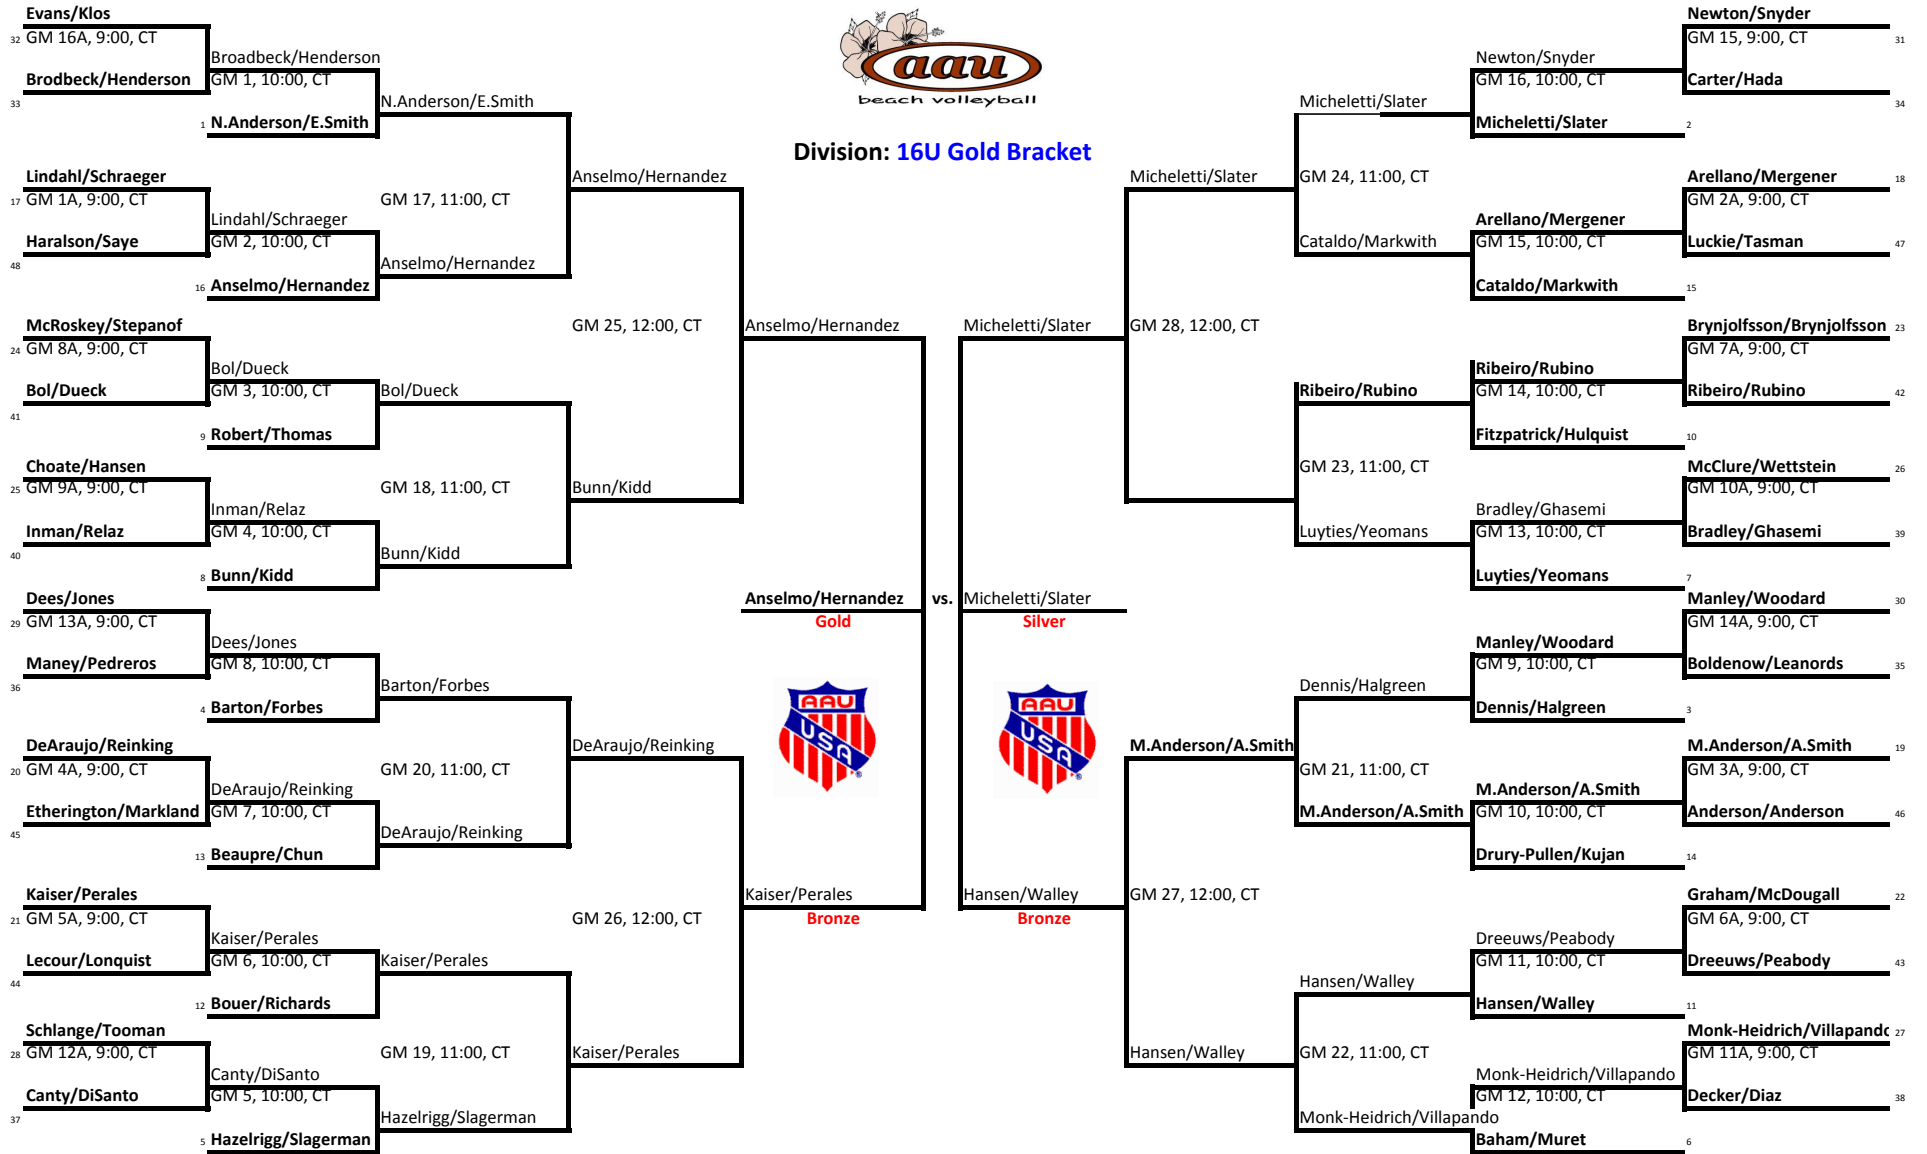 aau
beach volleyball
Division: 16U Gold Bracket
Evans/Klos
32 GM 16A, 9:00, CT
Broadbeck/Henderson
Brodbeck/Henderson
GM 1, 10:00, CT
33
N.Anderson/E.Smith
1 N.Anderson/E.Smith
Lindahl/Schraeger
Anselmo/Hernandez
17 GM 1A, 9:00, CT
GM 17, 11:00, CT
Lindahl/Schraeger
Haralson/Saye
GM 2, 10:00, CT
48
Anselmo/Hernandez
16 Anselmo/Hernandez
McRoskey/Stepanof
GM 25, 12:00, CT
Anselmo/Hernandez
24 GM 8A, 9:00, CT
Bol/Dueck
Bol/Dueck
GM 3, 10:00, CT
Bol/Dueck
41
9 Robert/Thomas
Choate/Hansen
25 GM 9A, 9:00, CT
GM 18, 11:00, CT
Bunn/Kidd
Inman/Relaz
Inman/Relaz
GM 4, 10:00, CT
40
Bunn/Kidd
8 Bunn/Kidd
Dees/Jones
29 GM 13A, 9:00, CT
Dees/Jones
Maney/Pedreros
GM 8, 10:00, CT
36
Barton/Forbes
4 Barton/Forbes
DeAraujo/Reinking
DeAraujo/Reinking
20 GM 4A, 9:00, CT
GM 20, 11:00, CT
DeAraujo/Reinking
Etherington/Markland
GM 7, 10:00, CT
45
DeAraujo/Reinking
13 Beaupre/Chun
Kaiser/Perales
Kaiser/Perales
21 GM 5A, 9:00, CT
GM 26, 12:00, CT
Bronze
Kaiser/Perales
Lecour/Lonquist
GM 6, 10:00, CT
Kaiser/Perales
44
12 Bouer/Richards
Schlange/Tooman
28 GM 12A, 9:00, CT
GM 19, 11:00, CT
Kaiser/Perales
Canty/DiSanto
Canty/DiSanto
GM 5, 10:00, CT
37
Hazelrigg/Slagerman
5 Hazelrigg/Slagerman
Anselmo/Hernandez vs. Micheletti/Slater
Gold
Silver
AAU
USA
®
AAU
USA
®
Newton/Snyder
GM 15, 9:00, CT 31
Newton/Snyder
GM 16, 10:00, CT
Carter/Hada
34
Micheletti/Slater
Micheletti/Slater 2
Micheletti/Slater
GM 24, 11:00, CT
Arellano/Mergener 18
GM 2A, 9:00, CT
Arellano/Mergener
Cataldo/Markwith
GM 15, 10:00, CT
Luckie/Tasman 47
Cataldo/Markwith 15
Micheletti/Slater
GM 28, 12:00, CT
Brynjolfsson/Brynjolfsson 23
GM 7A, 9:00, CT
Ribeiro/Rubino
Ribeiro/Rubino
GM 14, 10:00, CT
Ribeiro/Rubino 42
Fitzpatrick/Hulquist 10
GM 23, 11:00, CT
McClure/Wettstein 26
GM 10A, 9:00, CT
Bradley/Ghasemi
Luyties/Yeomans
GM 13, 10:00, CT
Bradley/Ghasemi 39
Luyties/Yeomans 7
Manley/Woodard 30
GM 14A, 9:00, CT
Manley/Woodard
GM 9, 10:00, CT
Boldenow/Leanords 35
Dennis/Halgreen
Dennis/Halgreen 3
M.Anderson/A.Smith
GM 21, 11:00, CT
M.Anderson/A.Smith 19
GM 3A, 9:00, CT
M.Anderson/A.Smith
M.Anderson/A.Smith
GM 10, 10:00, CT
Anderson/Anderson 46
Drury-Pullen/Kujan 14
Hansen/Walley
GM 27, 12:00, CT
Bronze
Graham/McDougall 22
GM 6A, 9:00, CT
Dreeuws/Peabody
GM 11, 10:00, CT
Dreeuws/Peabody 43
Hansen/Walley
Hansen/Walley 11
Hansen/Walley
GM 22, 11:00, CT
Monk-Heidrich/Villapando 27
GM 11A, 9:00, CT
Monk-Heidrich/Villapando
GM 12, 10:00, CT
Decker/Diaz 38
Monk-Heidrich/Villapando
Baham/Muret 6